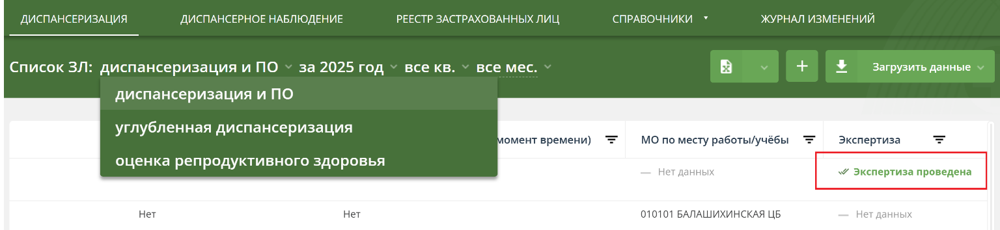 ДИСПАНСЕРИЗАЦИЯ ДИСПАНСЕРНОЕ НАБЛЮДЕНИЕ РЕЕСТР ЗАСТРАХОВАННЫХ ЛИЦ СПРАВОЧНИКИ ЖУРНАЛ ИЗМЕНЕНИЙ
Список ЗЛ: диспансеризация и ПО за 2025 год все кв. все мес. Загрузить данные
диспансеризация и ПО
углубленная диспансеризация
оценка репродуктивного здоровья
момент времени) МО по месту работы/учёбы Экспертиза
— Нет данных Экспертиза проведена
Нет Нет 010101 БАЛАШИХИНСКАЯ ЦБ — Нет данных